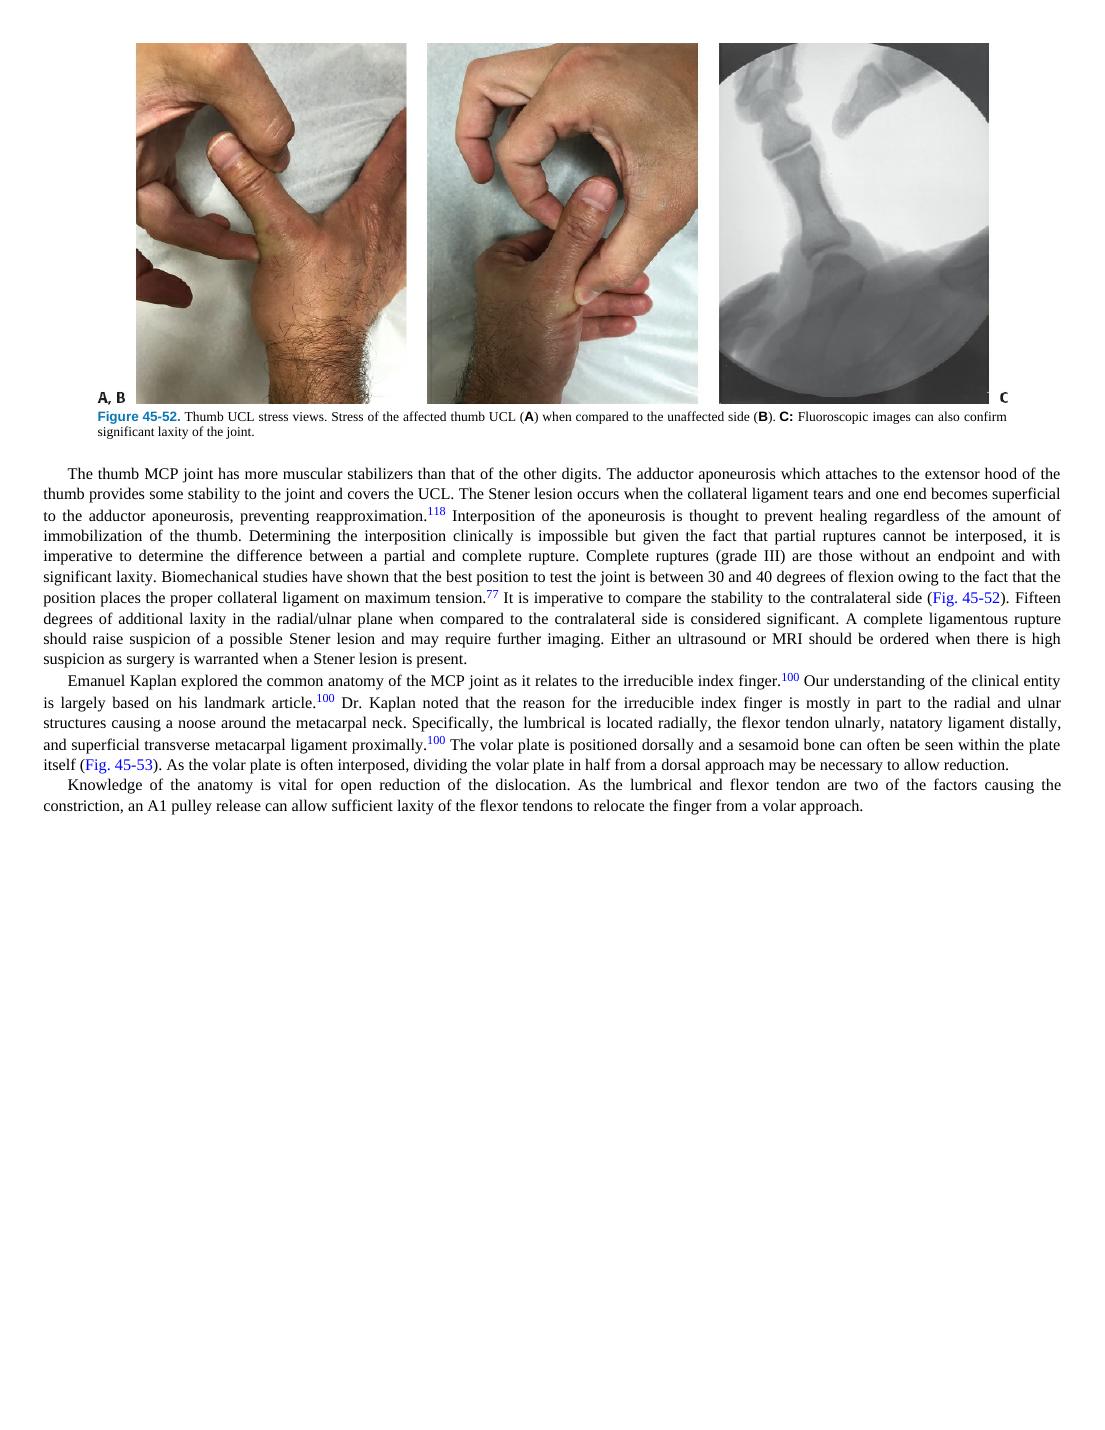 A, B
C
Figure 45-52. Thumb UCL stress views. Stress of the affected thumb UCL (A) when compared to the unaffected side (B). C: Fluoroscopic images can also confirm
significant laxity of the joint.
The thumb MCP joint has more muscular stabilizers than that of the other digits. The adductor aponeurosis which attaches to the extensor hood of the
thumb provides some stability to the joint and covers the UCL. The Stener lesion occurs when the collateral ligament tears and one end becomes superficial
to the adductor aponeurosis, preventing reapproximation.118 Interposition of the aponeurosis is thought to prevent healing regardless of the amount of
immobilization of the thumb. Determining the interposition clinically is impossible but given the fact that partial ruptures cannot be interposed, it is
imperative to determine the difference between a partial and complete rupture. Complete ruptures (grade III) are those without an endpoint and with
significant laxity. Biomechanical studies have shown that the best position to test the joint is between 30 and 40 degrees of flexion owing to the fact that the
position places the proper collateral ligament on maximum tension.77 It is imperative to compare the stability to the contralateral side (Fig. 45-52). Fifteen
degrees of additional laxity in the radial/ulnar plane when compared to the contralateral side is considered significant. A complete ligamentous rupture
should raise suspicion of a possible Stener lesion and may require further imaging. Either an ultrasound or MRI should be ordered when there is high
suspicion as surgery is warranted when a Stener lesion is present.
Emanuel Kaplan explored the common anatomy of the MCP joint as it relates to the irreducible index finger.100 Our understanding of the clinical entity
is largely based on his landmark article.100 Dr. Kaplan noted that the reason for the irreducible index finger is mostly in part to the radial and ulnar
structures causing a noose around the metacarpal neck. Specifically, the lumbrical is located radially, the flexor tendon ulnarly, natatory ligament distally,
and superficial transverse metacarpal ligament proximally.100 The volar plate is positioned dorsally and a sesamoid bone can often be seen within the plate
itself (Fig. 45-53). As the volar plate is often interposed, dividing the volar plate in half from a dorsal approach may be necessary to allow reduction.
Knowledge of the anatomy is vital for open reduction of the dislocation. As the lumbrical and flexor tendon are two of the factors causing the
constriction, an A1 pulley release can allow sufficient laxity of the flexor tendons to relocate the finger from a volar approach.